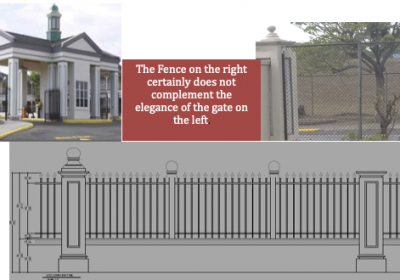 The Fence on the right
certainly does not
complement the
elegance of the gate on
the left